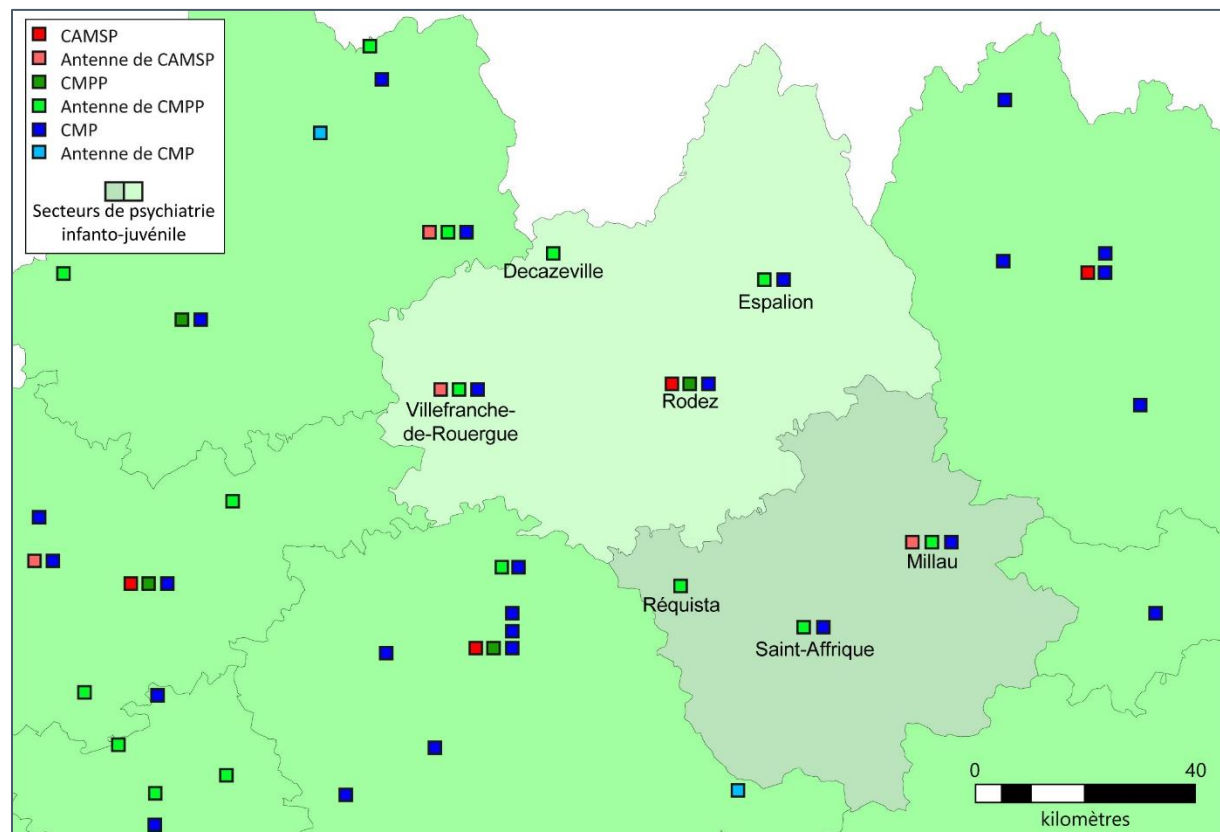 CAMSP
Antenne de CAMSP
CMPP
Antenne de CMPP
CMP
Antenne de CMP
Secteurs de psychiatrie
infanto-juvénile
Decazeville
Espalion
Villefranche-
de-Rouergue
Rodez
Millau
Réquista
Saint-Affrique
0
40
kilomètres